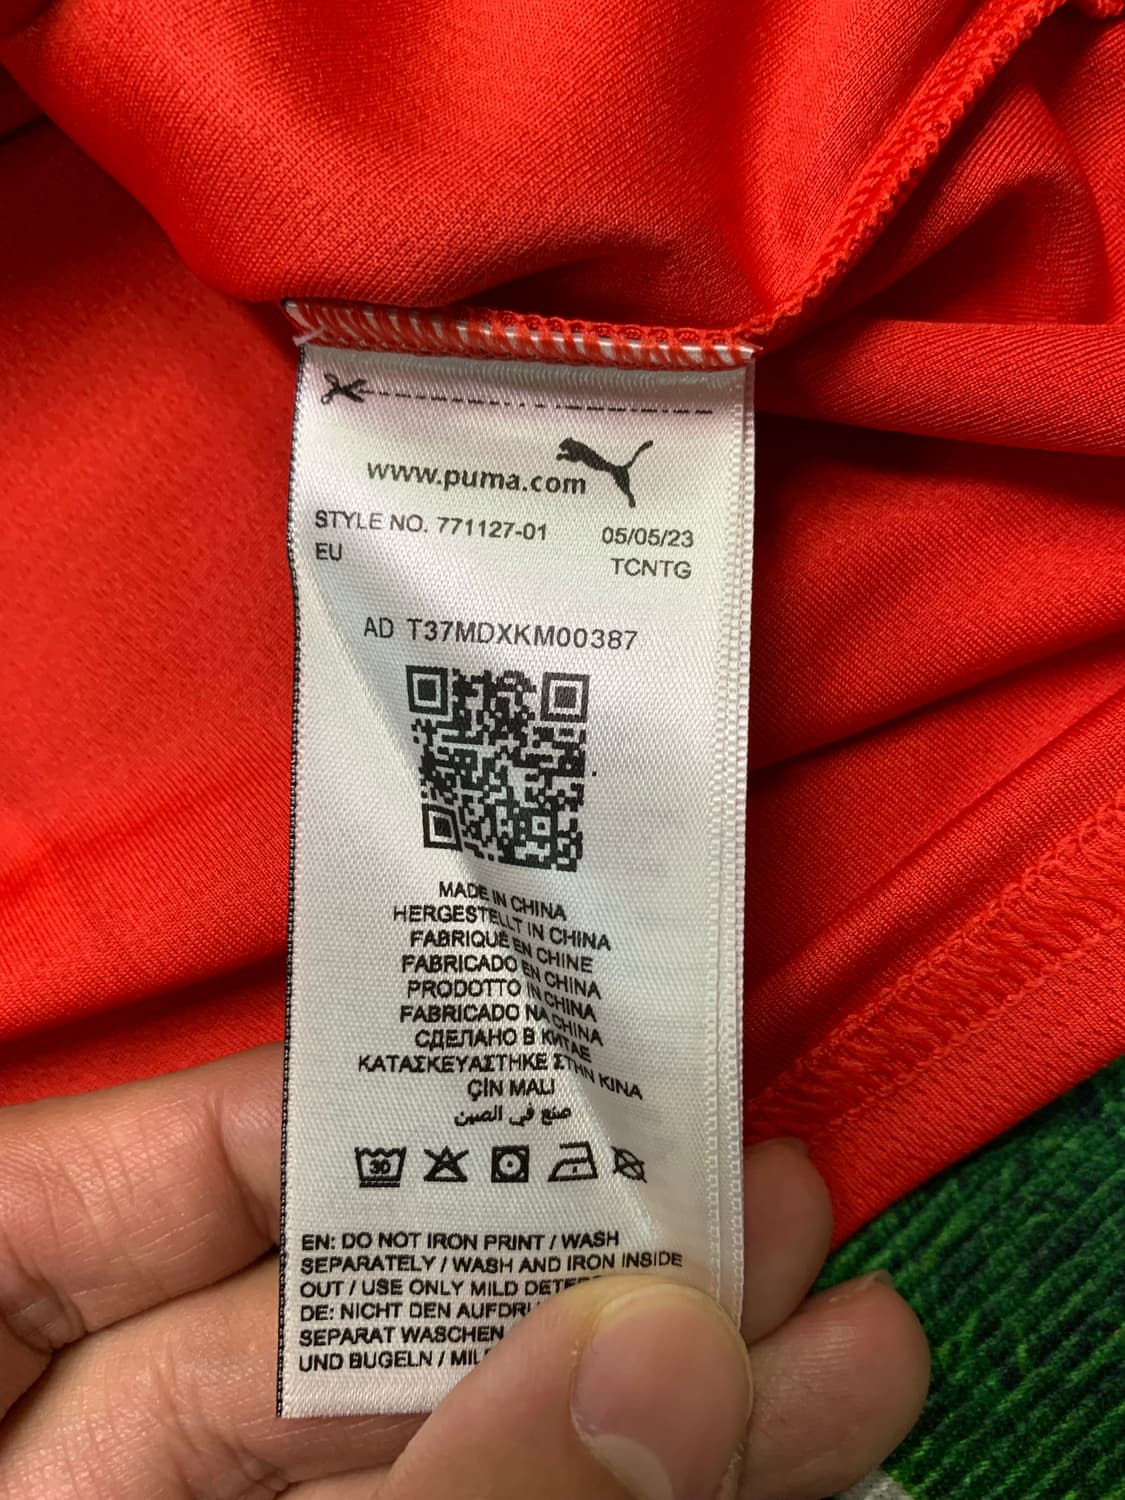 www.puma.com
STYLE NO. 771127-01 05/05/23
EU TCNTG
AD T37MDXKM00387
MADE IN CHINA
HERGESTELLT IN CHINA
FABRIQUÉ EN CHINE
FABRICADO EN CHINA
PRODOTTO IN CHINA
FABRICADO NA CHINA
СДЕЛАНО В КИТАЕ
ΚΑΤΑΣΚΕΥΑΣΤΗΚΕ ΣΤΗΝ ΚΙΝΑ
ÇİN MALI
صنع في الصين
30
EN: DO NOT IRON PRINT / WASH
SEPARATELY / WASH AND IRON INSIDE
OUT / USE ONLY MILD
DE: NICHT DEN
SEPARAT WASCHEN
UND BÜGELN /